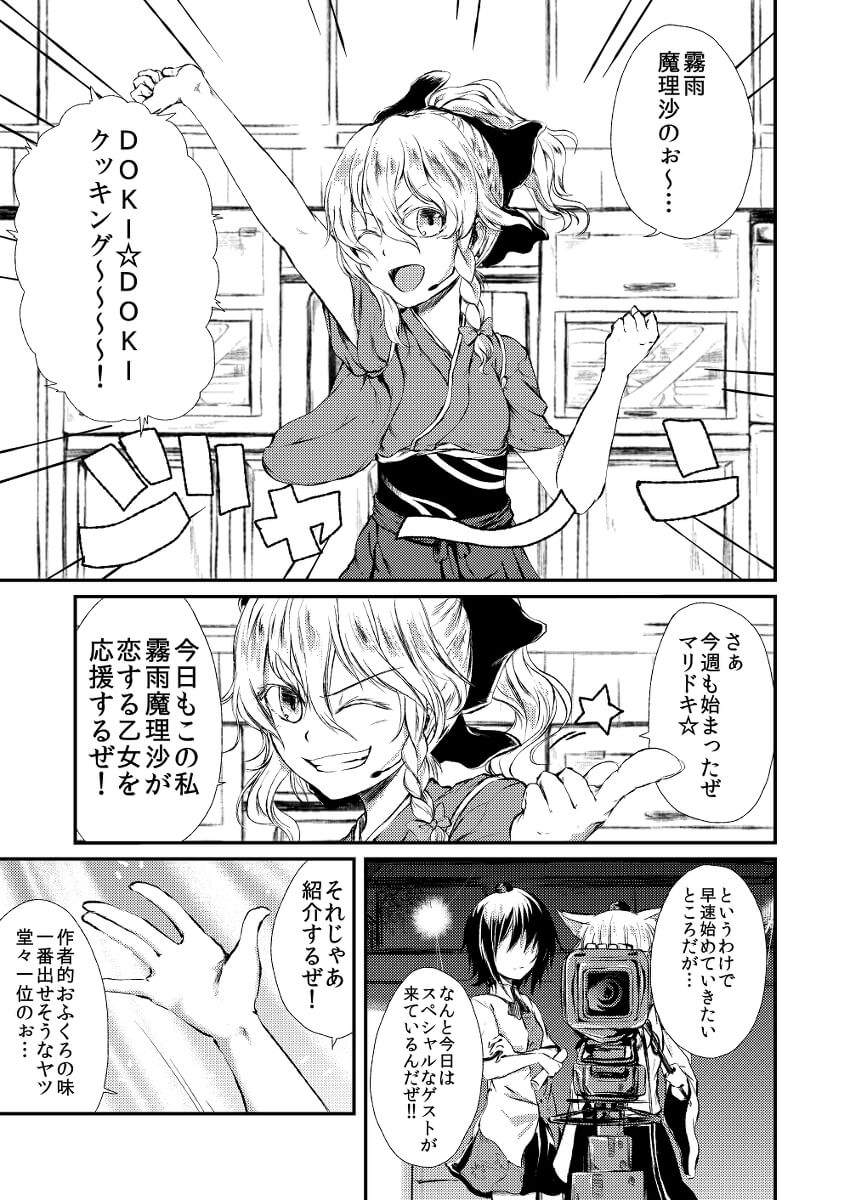 霧雨
魔理沙のぉ～…
DOKI☆DOKI
クッキング～～～～！
ジャーン
さぁ
今週も始まったぜ
マリドキ☆
今日もこの私
霧雨魔理沙が
恋する乙女を
応援するぜ！
というわけで
早速始めていきたい
ところだが…
なんと今日は
スペシャルなゲストが
来ているんだぜ!!
それじゃあ
紹介するぜ！
作者的おふくろの味
一番出せそうなヤツ
堂々一位のぉ…